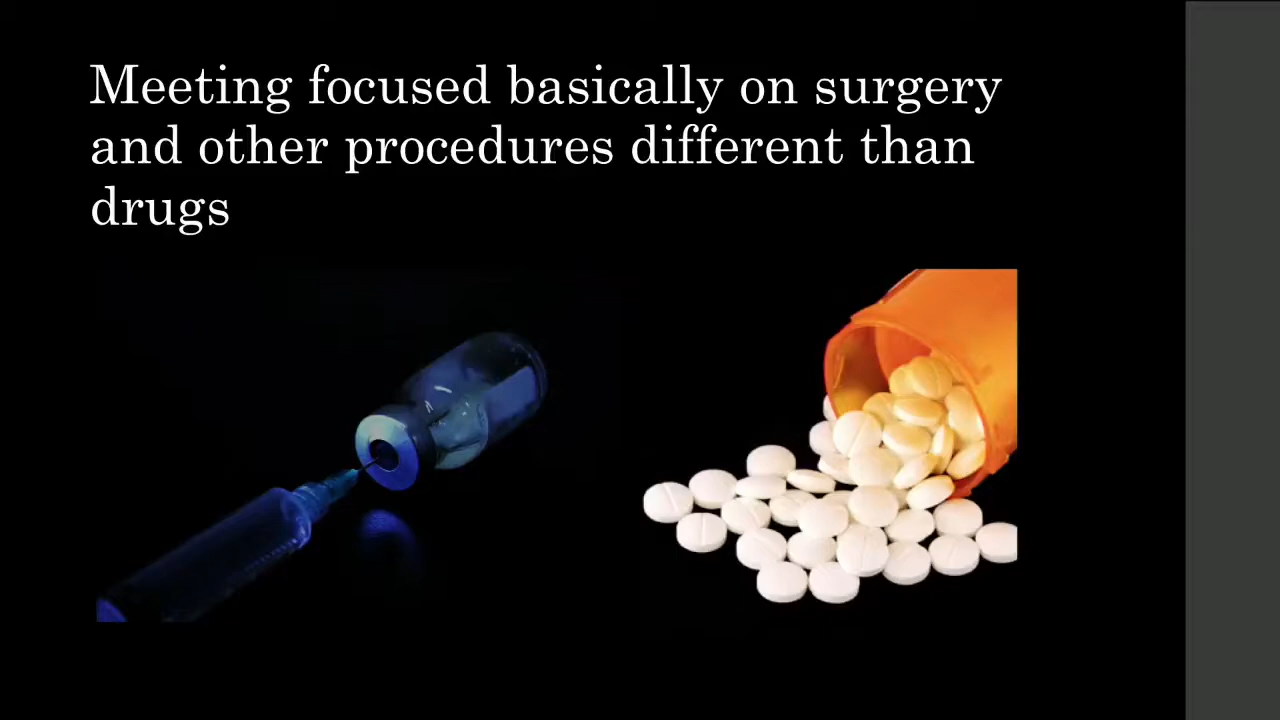 Meeting focused basically on surgery
and other procedures different than
drugs